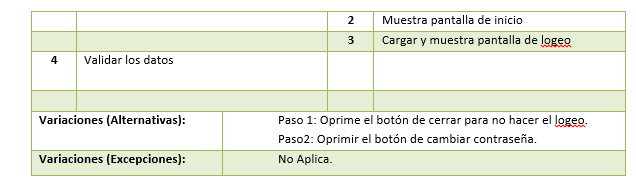 2 Muestra pantalla de inicio
3 Cargar y muestra pantalla de logeo
4 Validar los datos
Variaciones (Alternativas): Paso 1: Oprime el botón de cerrar para no hacer el logeo.
Paso2: Oprimir el botón de cambiar contraseña.
Variaciones (Excepciones): No Aplica.